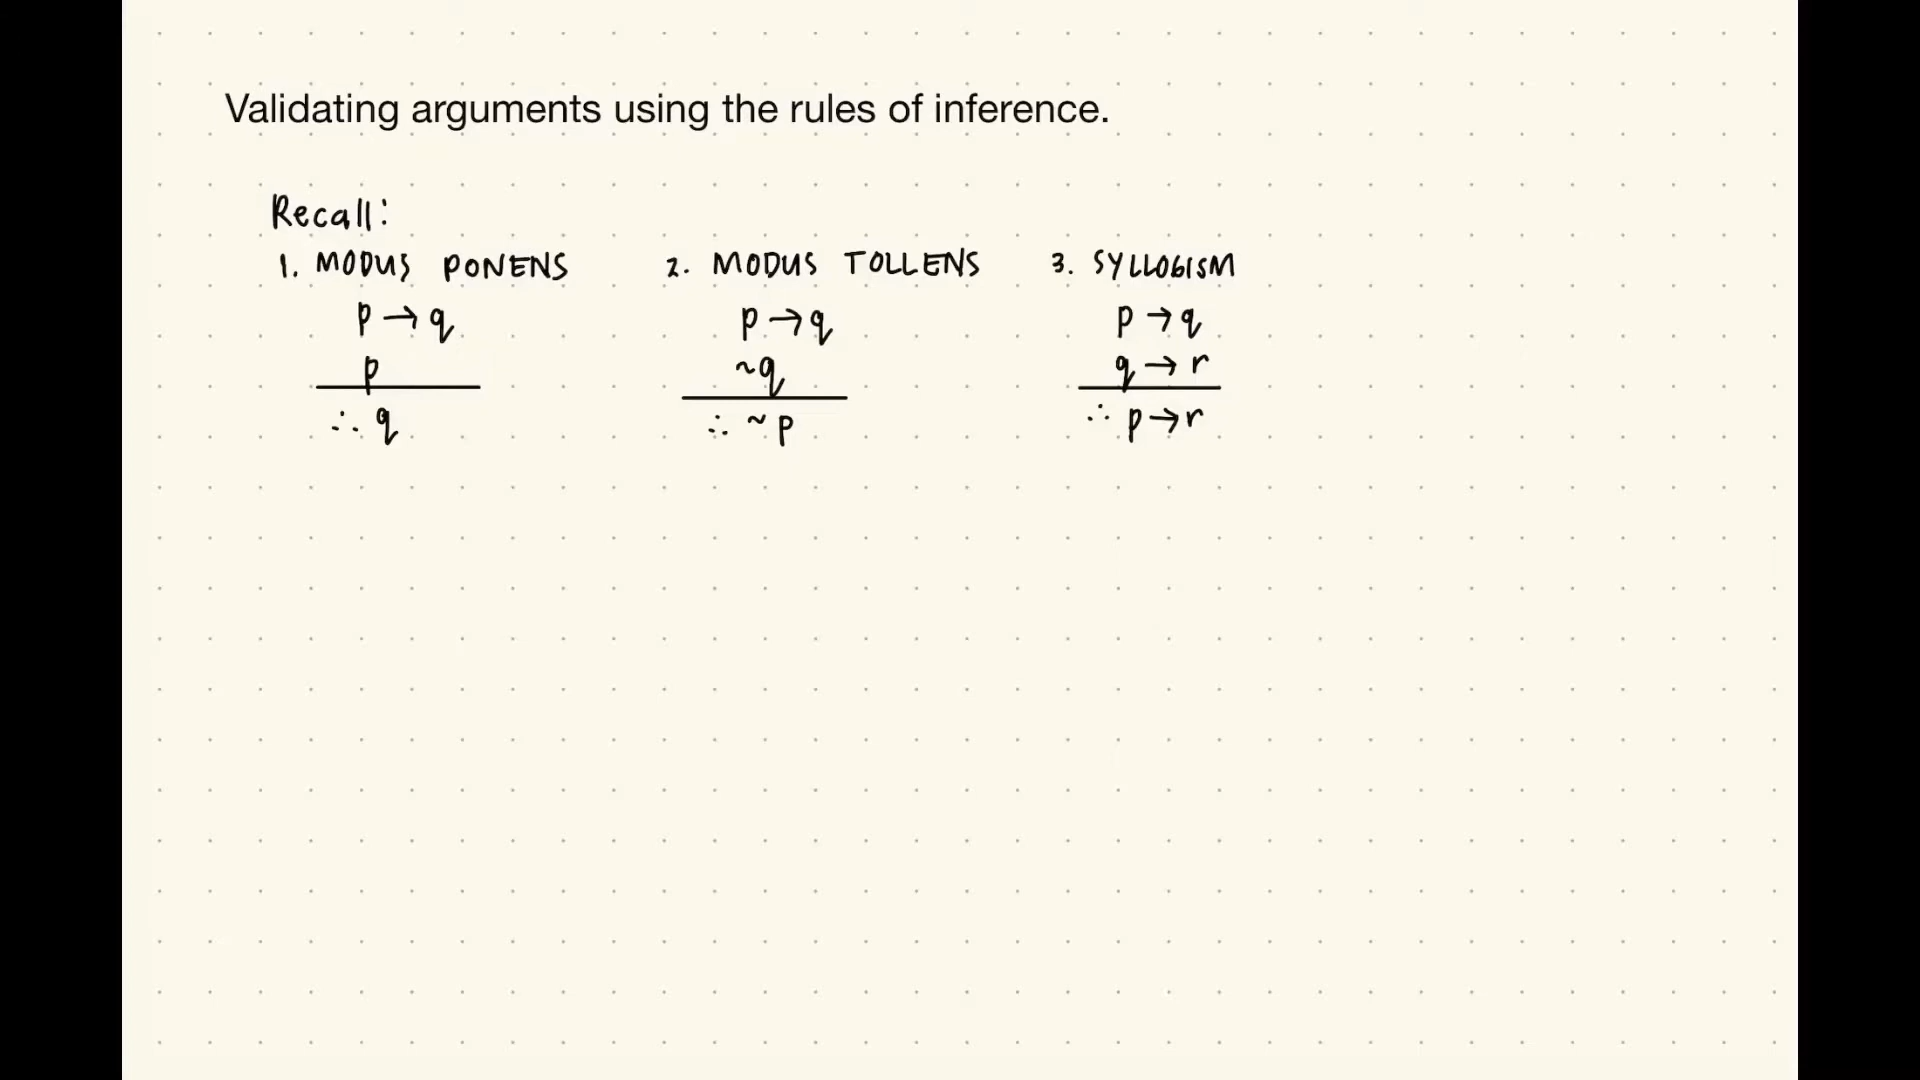 Validating arguments using the rules of inference.
Recall:
1. MODUS PONENS
p → q
p
∴ q
2. MODUS TOLLENS
p → q
~q
∴ ~p
3. SYLLOGISM
p → q
q → r
∴ p → r